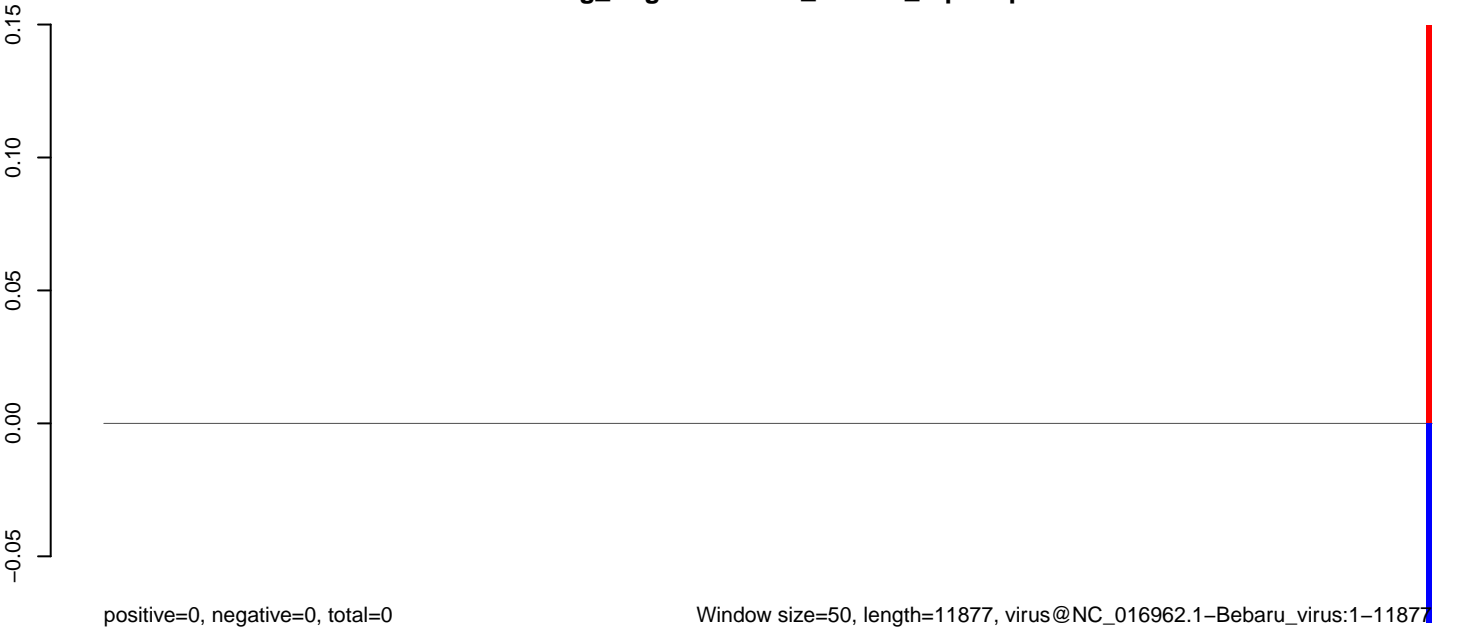 0.15
0.10
0.05
0.00
−0.05
positive=0, negative=0, total=0
Window size=50, length=11877, virus@NC_016962.1−Bebaru_virus:1−11877